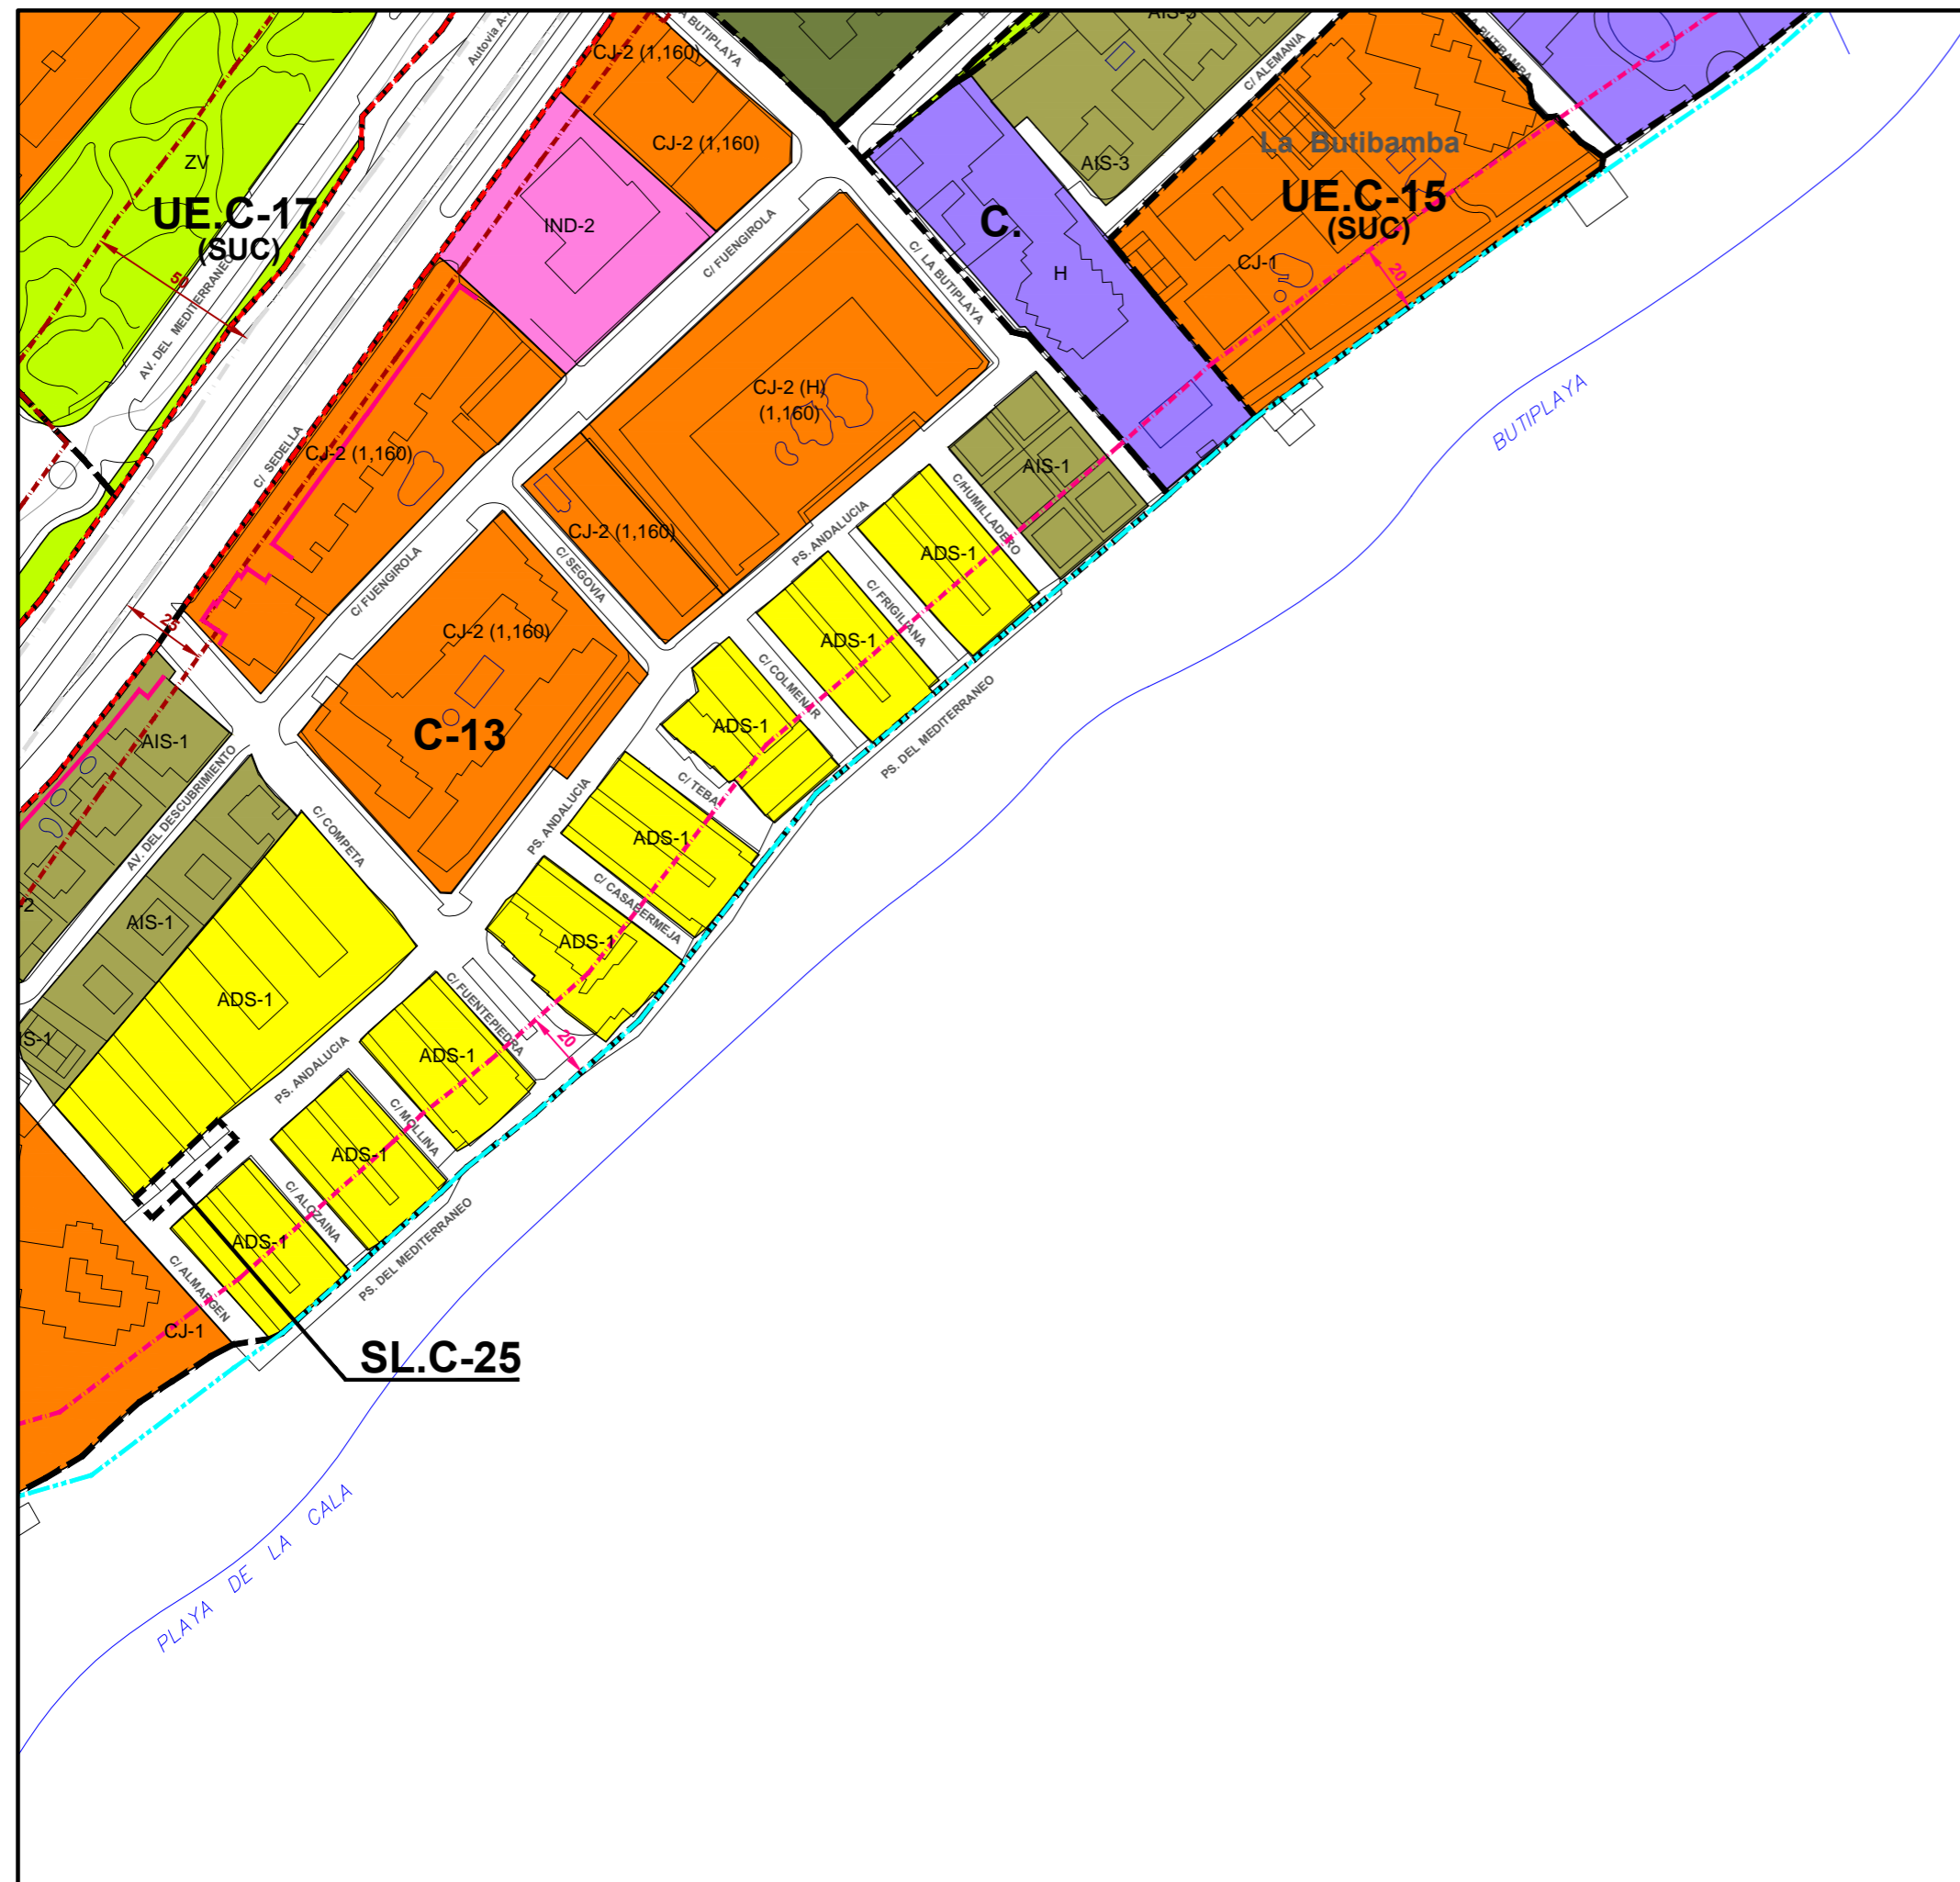 CJ-2 (1,160)
BUTIPLAYA
Autovia A-7
C/ ALEMANIA
BUTIBAMBA
CJ-2 (1,160)
La Butibamba
ZV
AIS-3
UE.C-17
(SUC)
UE.C-15
(SUC)
IND-2
C.
C/ FUENGIROLA
C/ LA BUTIPLAYA
H
CJ-1
50
20
AV. DEL MEDITERRANEO
CJ-2 (H)
(1,160)
BUTIPLAYA
C/ SEDELLA
CJ-2 (1,160)
AIS-1
C/HUMILLADERO
CJ-2 (1,160)
PS. ANDALUCIA
ADS-1
C/ SEGOVIA
C/ FUENGIROLA
C/ FRIGILIANA
25
CJ-2 (1,160)
ADS-1
C/ COLMENAR
C-13
ADS-1
PS. DEL MEDITERRANEO
AIS-1
C/ TEBA
AV. DEL DESCUBRIMIENTO
C/ COMPETA
PS. ANDALUCIA
ADS-1
C/ CASABERMEJA
AIS-1
ADS-1
ADS-1
C/ FUENTEPIEDRA
20
PS. ANDALUCIA
ADS-1
C/ MOLLINA
ADS-1
C/ ALOZAINA
ADS-1
C/ ALMARGEN
PS. DEL MEDITERRANEO
CJ-1
SL.C-25
PLAYA DE LA CALA